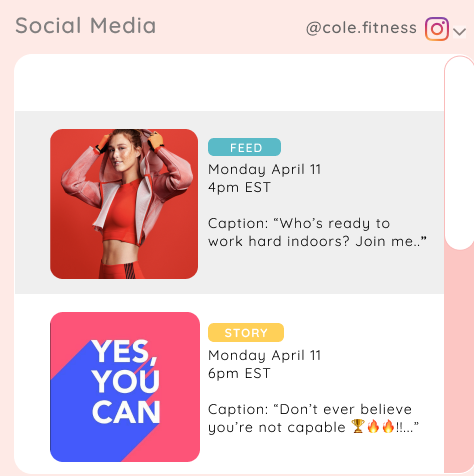 Social Media
@cole.fitness
FEED
Monday April 11
4pm EST
Caption: “Who’s ready to
work hard indoors? Join me..”
YES,
YOU
CAN
STORY
Monday April 11
6pm EST
Caption: “Don’t ever believe
you’re not capable 🏆🔥🔥!!...”